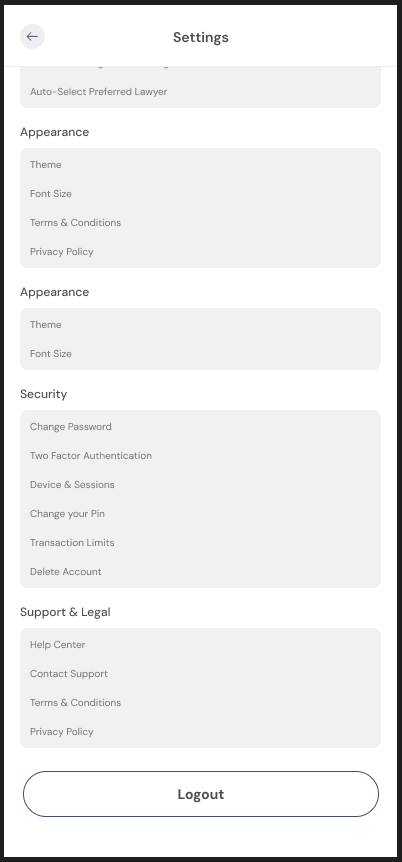 Settings
Auto-Select Preferred Lawyer
Appearance
Theme
Font Size
Terms & Conditions
Privacy Policy
Appearance
Theme
Font Size
Security
Change Password
Two Factor Authentication
Device & Sessions
Change your Pin
Transaction Limits
Delete Account
Support & Legal
Help Center
Contact Support
Terms & Conditions
Privacy Policy
Logout